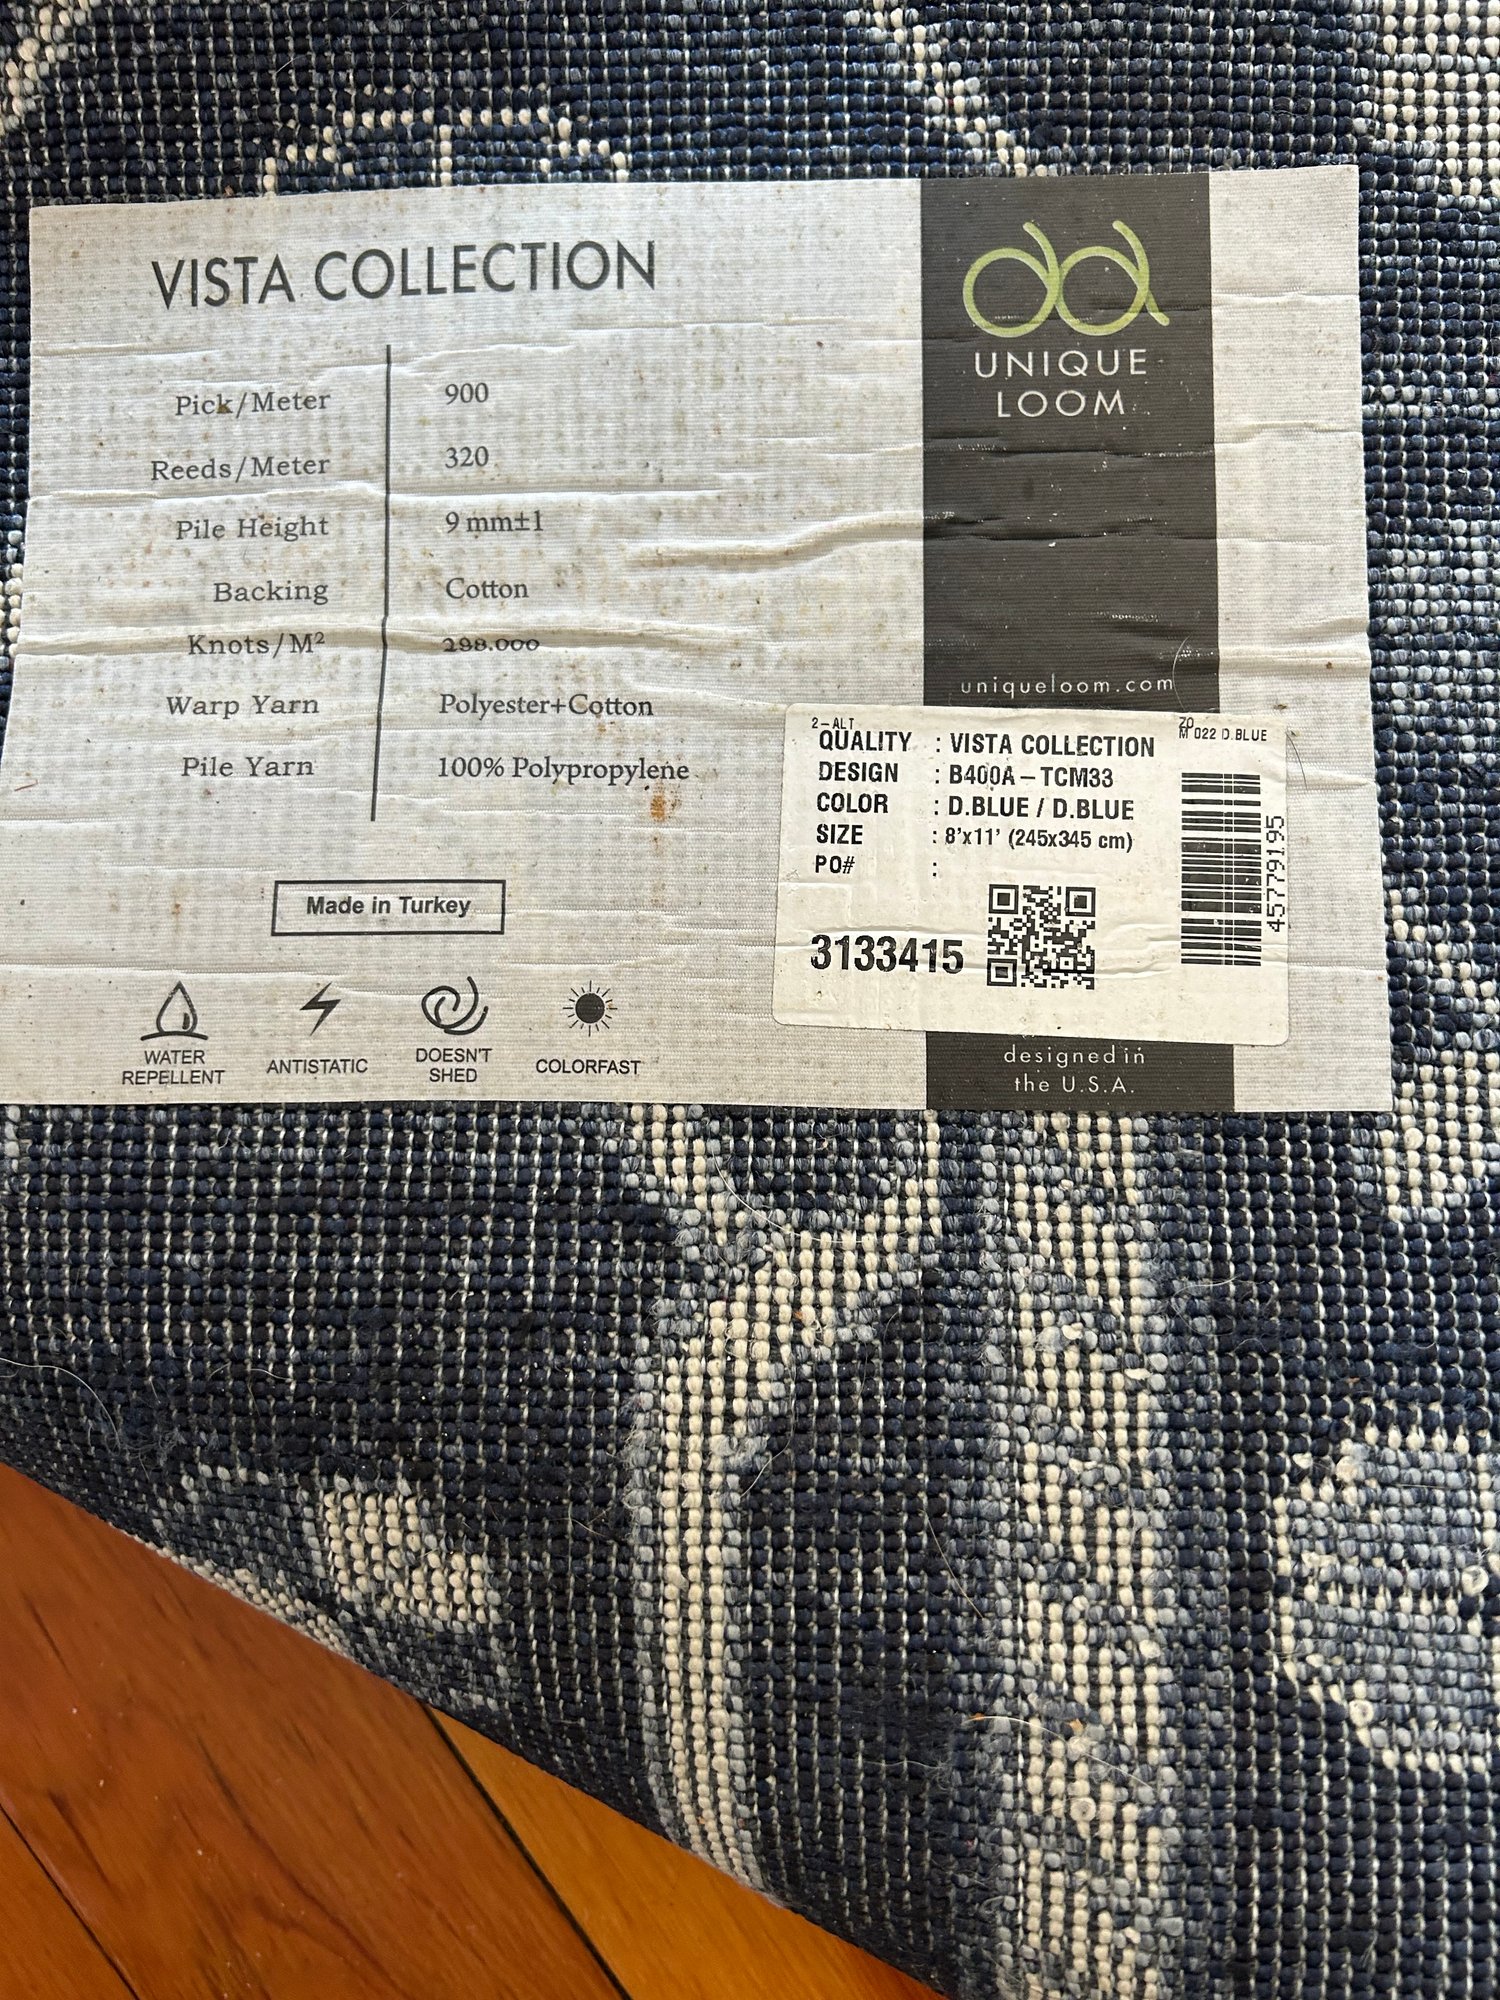 VISTA COLLECTION
Pick/Meter 900
Reeds/Meter 320
Pile Height 9 mm±1
Backing Cotton
Knots/M² 298.000
Warp Yarn Polyester+Cotton
Pile Yarn 100% Polypropylene
Made in Turkey
WATER REPELLENT
ANTISTATIC
DOESN'T SHED
COLORFAST
UNIQUE
LOOM
uniqueloom.com
2-ALT
ZO
M 022 D.BLUE
QUALITY : VISTA COLLECTION
DESIGN : B400A – TCM33
COLOR : D.BLUE / D.BLUE
SIZE : 8'x11' (245x345 cm)
PO# :
3133415
45779195
designed in
the U.S.A.